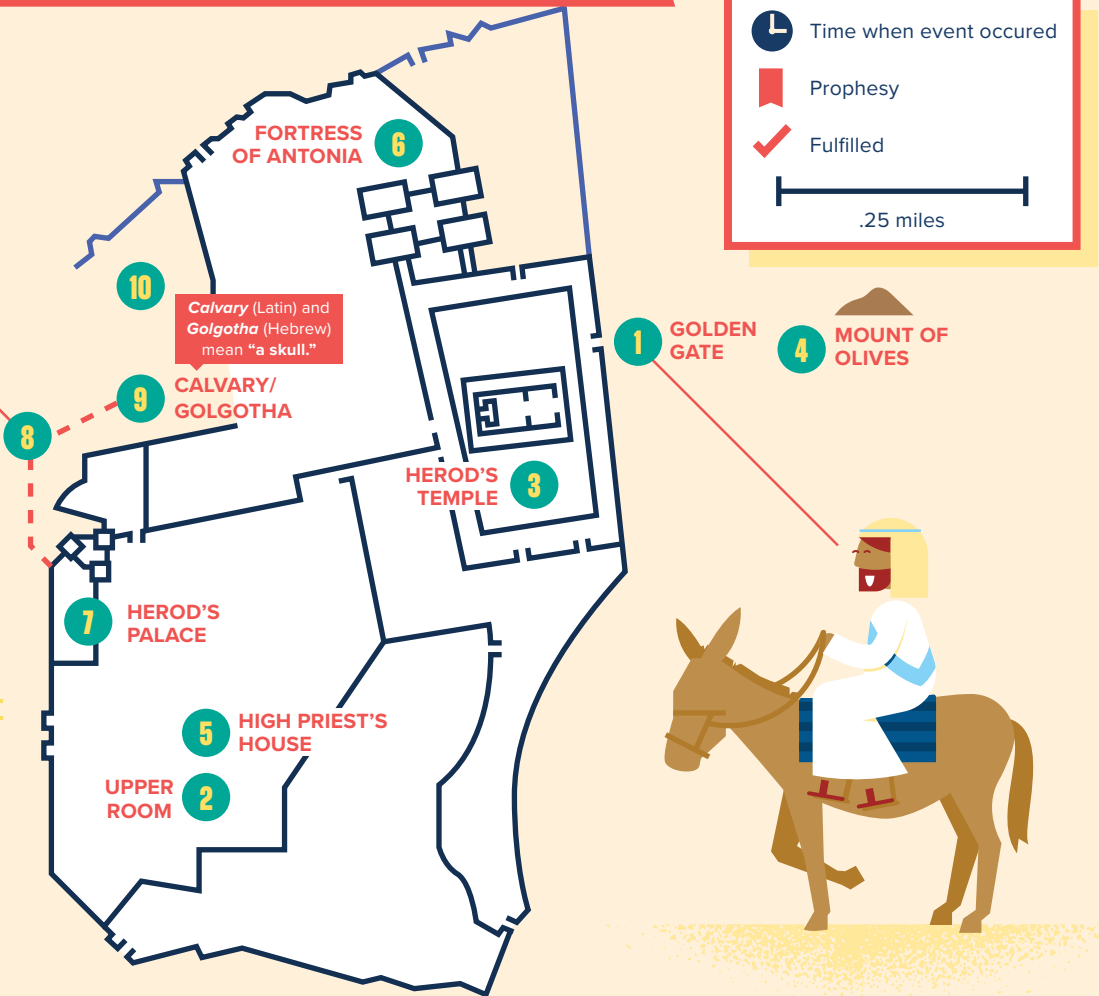 Time when event occured
Prophesy
Fulfilled
.25 miles
FORTRESS
OF ANTONIA
6
10
Calvary (Latin) and
Golgotha (Hebrew)
mean “a skull.”
9
CALVARY/
GOLGOTHA
8
1
GOLDEN
GATE
4
MOUNT OF
OLIVES
HEROD’S
TEMPLE
3
7
HEROD’S
PALACE
5
HIGH PRIEST’S
HOUSE
UPPER
ROOM
2